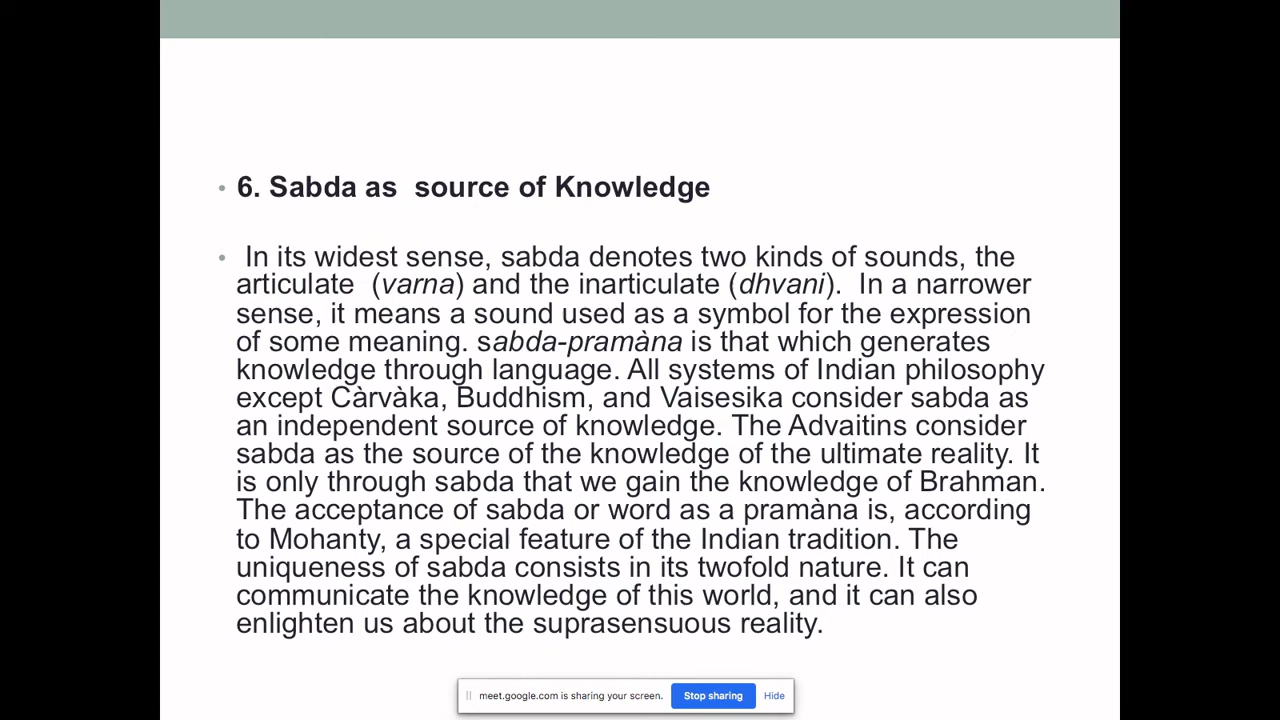 • 6. Sabda as  source of Knowledge
• In its widest sense, sabda denotes two kinds of sounds, the
articulate  (varna) and the inarticulate (dhvani).  In a narrower
sense, it means a sound used as a symbol for the expression
of some meaning. sabda-pramàna is that which generates
knowledge through language. All systems of Indian philosophy
except Càrvàka, Buddhism, and Vaisesika consider sabda as
an independent source of knowledge. The Advaitins consider
sabda as the source of the knowledge of the ultimate reality. It
is only through sabda that we gain the knowledge of Brahman.
The acceptance of sabda or word as a pramàna is, according
to Mohanty, a special feature of the Indian tradition. The
uniqueness of sabda consists in its twofold nature. It can
communicate the knowledge of this world, and it can also
enlighten us about the suprasensuous reality.
meet.google.com is sharing your screen. Stop sharing Hide